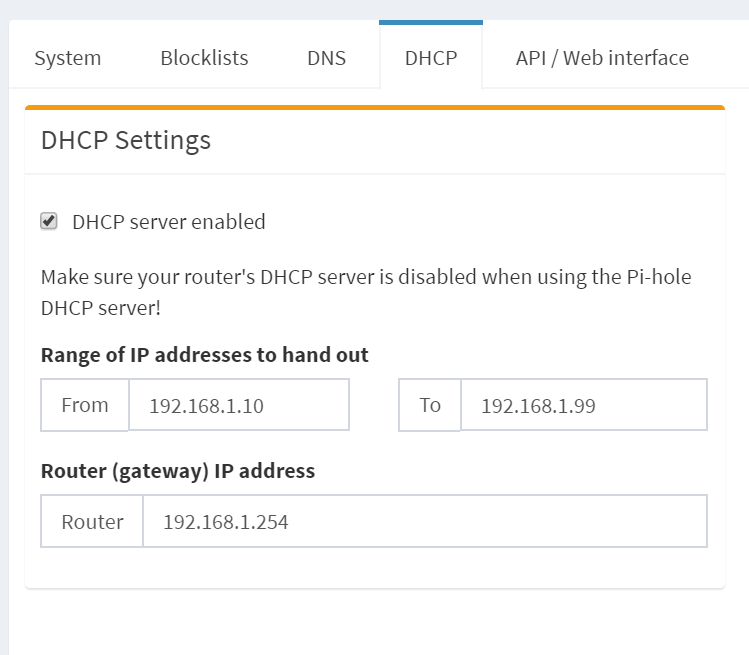 System Blocklists DNS DHCP API / Web interface
DHCP Settings
DHCP server enabled
Make sure your router's DHCP server is disabled when using the Pi-hole
DHCP server!
Range of IP addresses to hand out
From 192.168.1.10 To 192.168.1.99
Router (gateway) IP address
Router 192.168.1.254